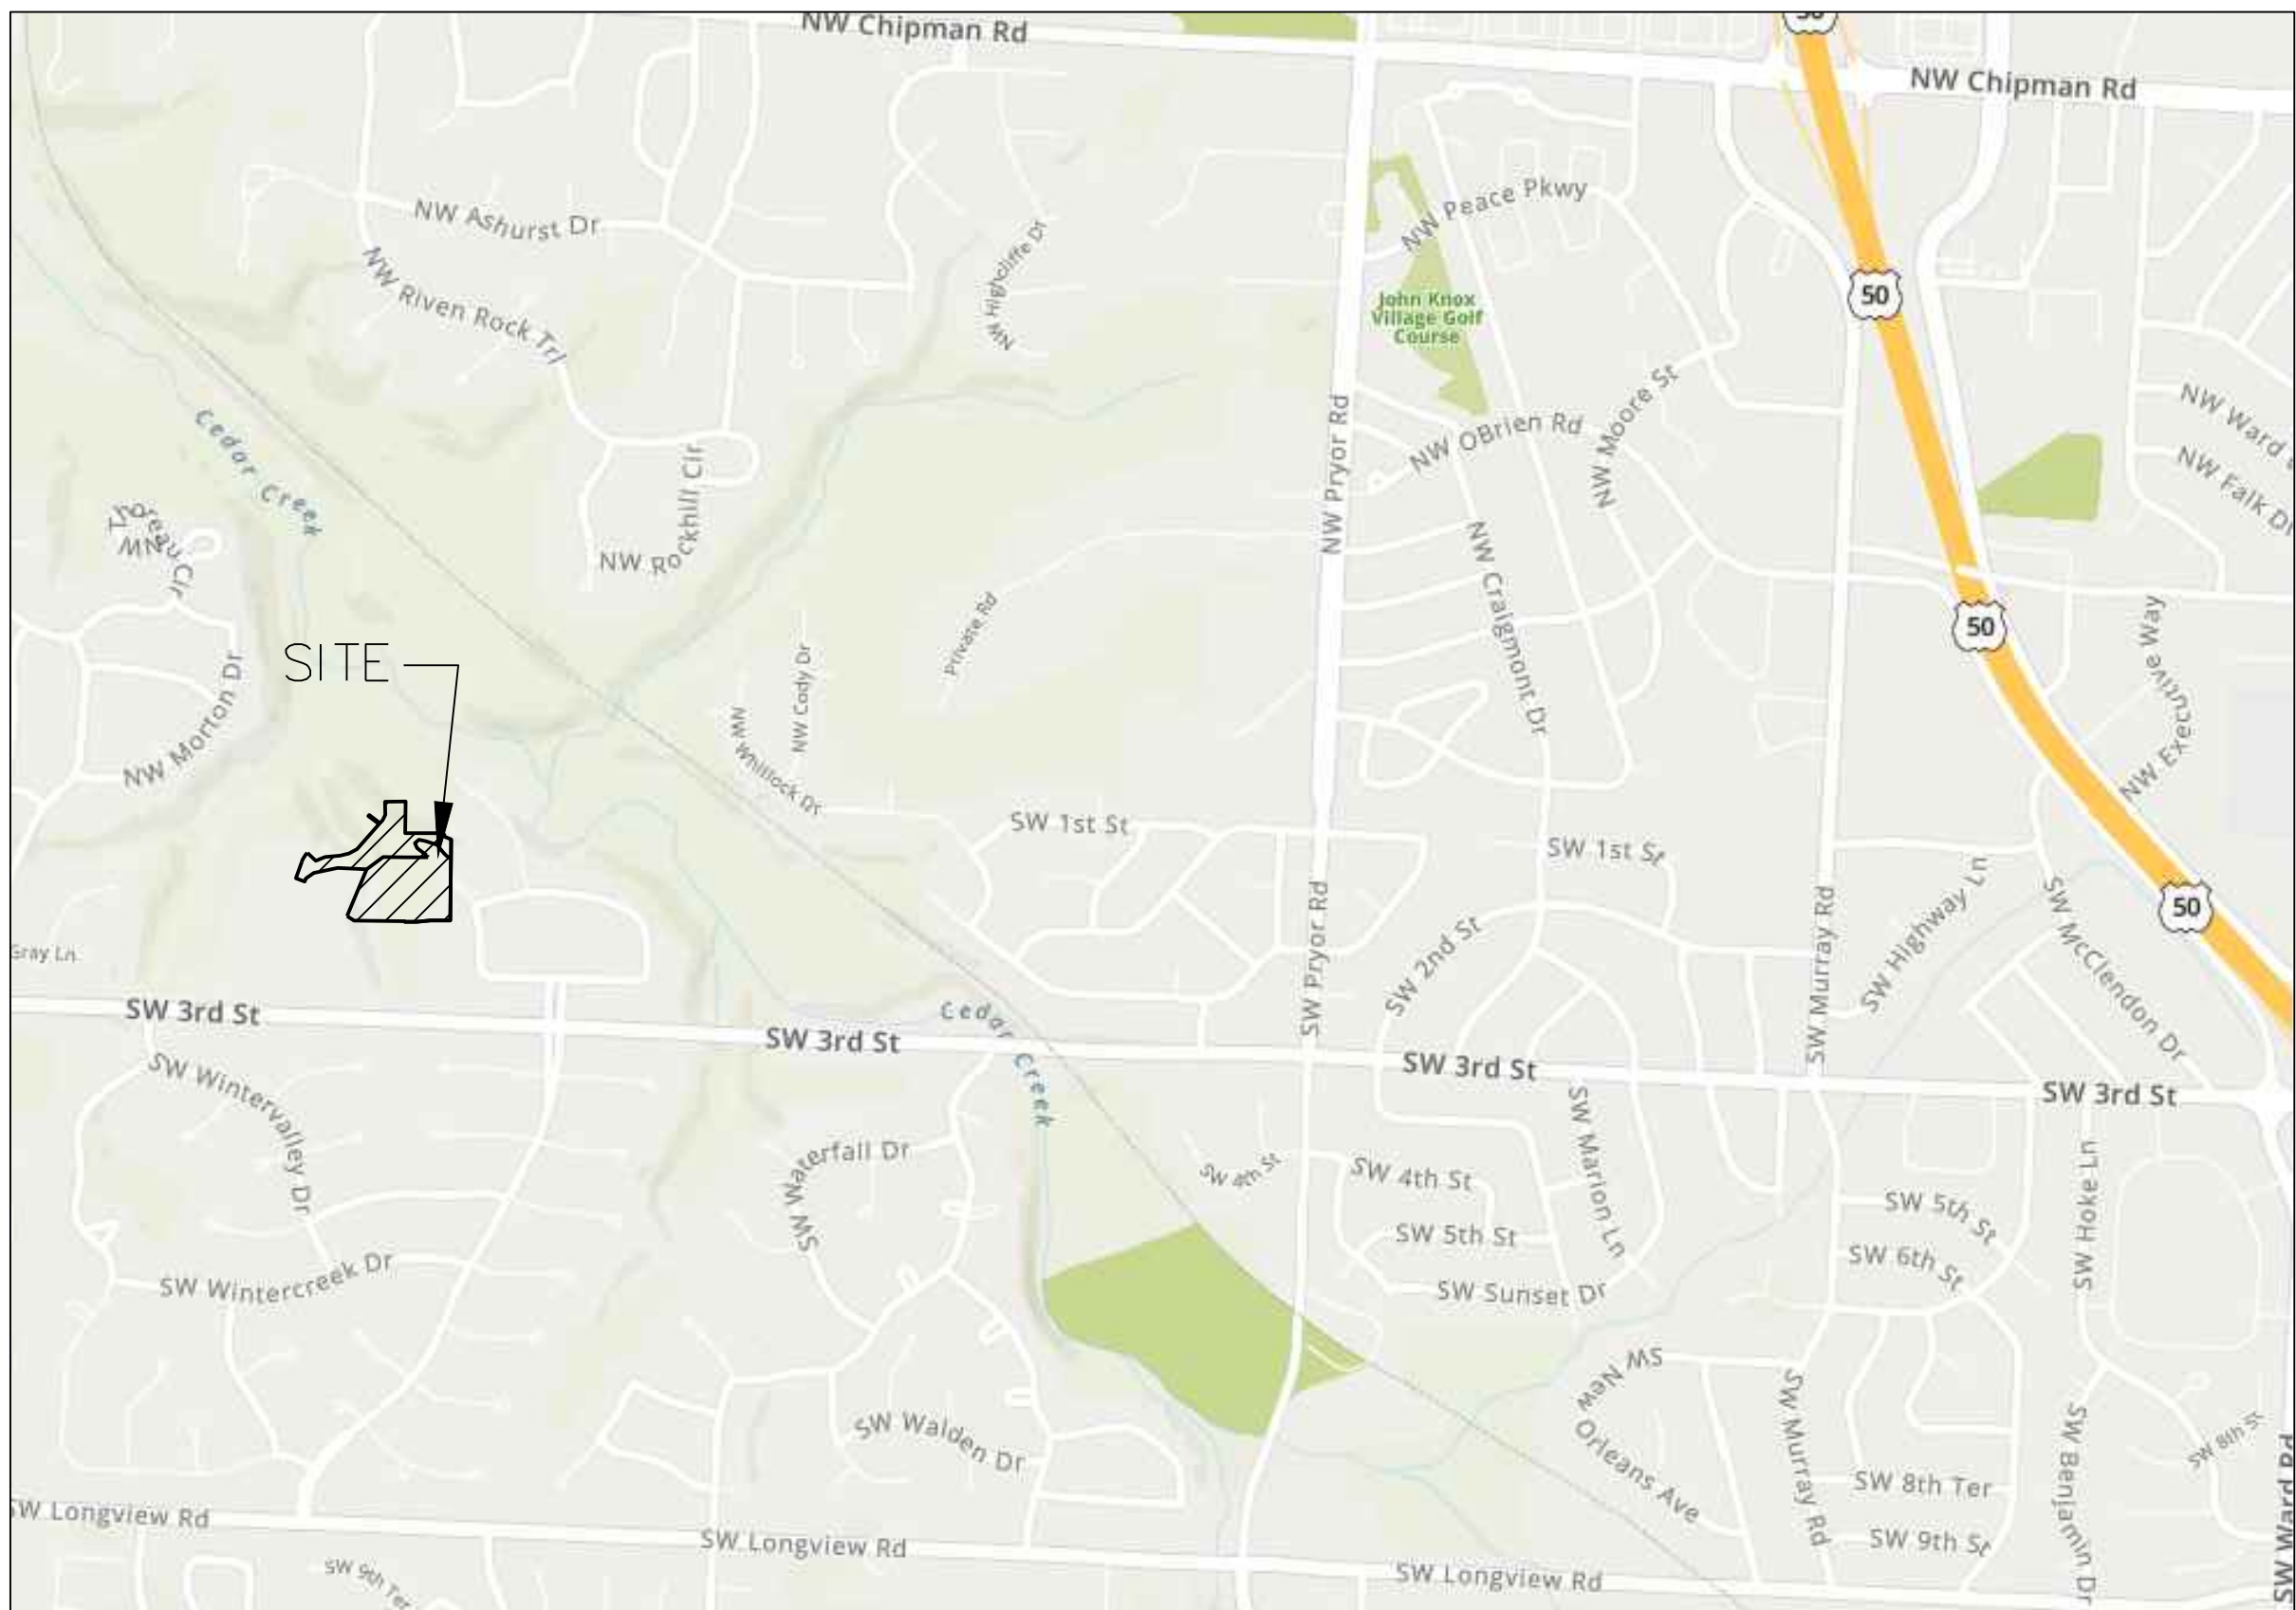 NW Chipman Rd
50
NW Chipman Rd
NW Ashurst Dr
NW Peace Pkwy
NW Highcliffe Dr
NW Riven Rock Trl
John Knox
Village Golf
Course
50
NW Moore St
NW OBrien Rd
NW Pryor Rd
NW Ward
NW Falk Dr
Cedar Creek
NW Rockhill Cir
NW Thoreau Cir
NW Craigmont Dr
Private Rd
50
NW Executive Way
SITE
NW Morton Dr
NW Cody Dr
NW Whitlock Dr
SW 1st St
SW 1st St
SW Highway Ln
SW McClendon Dr
50
SW Pryor Rd
SW 2nd St
SW Murray Rd
Gray Ln
SW 3rd St
SW 3rd St
Cedar Creek
SW 3rd St
SW 3rd St
SW Wintervalley Dr
SW Waterfall Dr
SW 4th St
SW 4th St
SW Marion Ln
SW 5th St
SW Hoke Ln
SW 5th St
SW 6th St
SW Wintercreek Dr
SW Sunset Dr
SW New Orleans Ave
SW Walden Dr
SW Murray Rd
SW Benjamin Dr
SW 8th St
SW 8th Ter
SW Ward Rd
SW Longview Rd
SW Longview Rd
SW 9th St
SW 9th Ter
SW Longview Rd